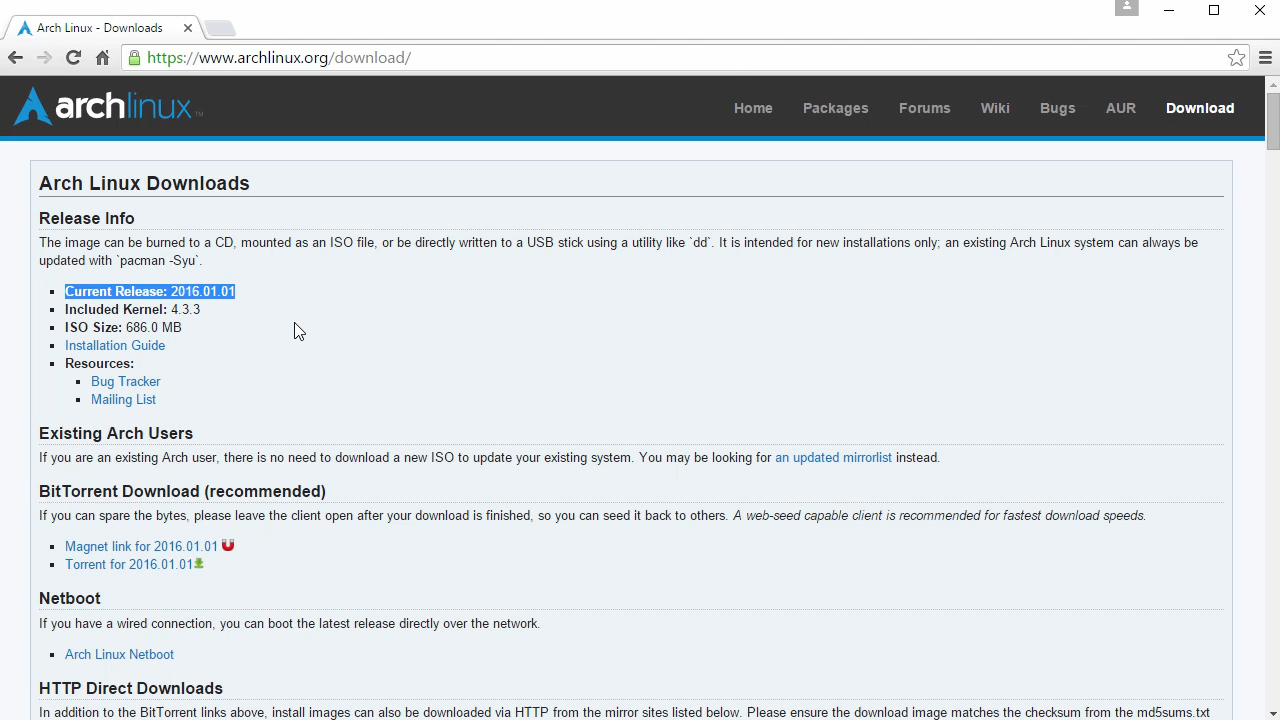 Arch Linux - Downloads
https://www.archlinux.org/download/
archlinux™
Home Packages Forums Wiki Bugs AUR Download
Arch Linux Downloads
Release Info
The image can be burned to a CD, mounted as an ISO file, or be directly written to a USB stick using a utility like `dd`. It is intended for new installations only; an existing Arch Linux system can always be
updated with `pacman -Syu`.
Current Release: 2016.01.01
Included Kernel: 4.3.3
ISO Size: 686.0 MB
Installation Guide
Resources:
Bug Tracker
Mailing List
Existing Arch Users
If you are an existing Arch user, there is no need to download a new ISO to update your existing system. You may be looking for an updated mirrorlist instead.
BitTorrent Download (recommended)
If you can spare the bytes, please leave the client open after your download is finished, so you can seed it back to others. A web-seed capable client is recommended for fastest download speeds.
Magnet link for 2016.01.01
Torrent for 2016.01.01
Netboot
If you have a wired connection, you can boot the latest release directly over the network.
Arch Linux Netboot
HTTP Direct Downloads
In addition to the BitTorrent links above, install images can also be downloaded via HTTP from the mirror sites listed below. Please ensure the download image matches the checksum from the md5sums.txt